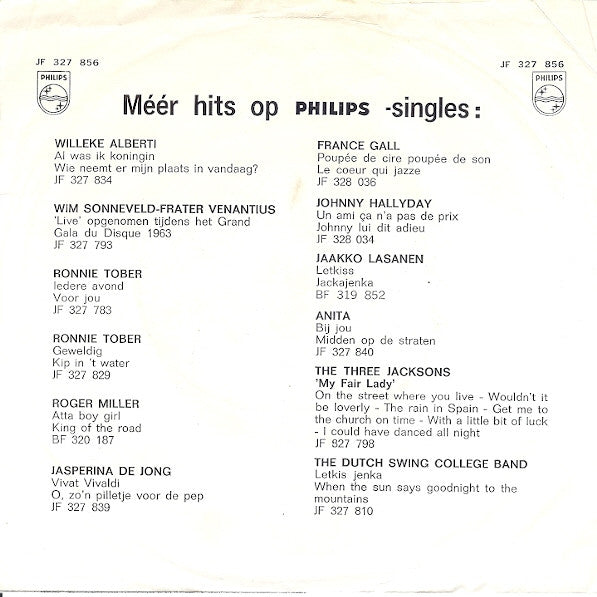 JF 327 856
PHILIPS
JF 327 856
PHILIPS
Méér hits op PHILIPS -singles:
WILLEKE ALBERTI
Al was ik koningin
Wie neemt er mijn plaats in vandaag?
JF 327 834
WIM SONNEVELD-FRATER VENANTIUS
'Live' opgenomen tijdens het Grand
Gala du Disque 1963
JF 327 793
RONNIE TOBER
Iedere avond
Voor jou
JF 327 783
RONNIE TOBER
Geweldig
Kip in 't water
JF 327 829
ROGER MILLER
Atta boy girl
King of the road
BF 320 187
JASPERINA DE JONG
Vivat Vivaldi
O, zo'n pilletje voor de pep
JF 327 839
FRANCE GALL
Poupée de cire poupée de son
Le coeur qui jazze
JF 328 036
JOHNNY HALLYDAY
Un ami ça n'a pas de prix
Johnny lui dit adieu
JF 328 034
JAAKKO LASANEN
Letkiss
Jackajenka
BF 319 852
ANITA
Bij jou
Midden op de straten
JF 327 840
THE THREE JACKSONS
'My Fair Lady'
On the street where you live - Wouldn't it
be loverly - The rain in Spain - Get me to
the church on time - With a little bit of luck
- I could have danced all night
JF 827 798
THE DUTCH SWING COLLEGE BAND
Letkis jenka
When the sun says goodnight to the
mountains
JF 327 810